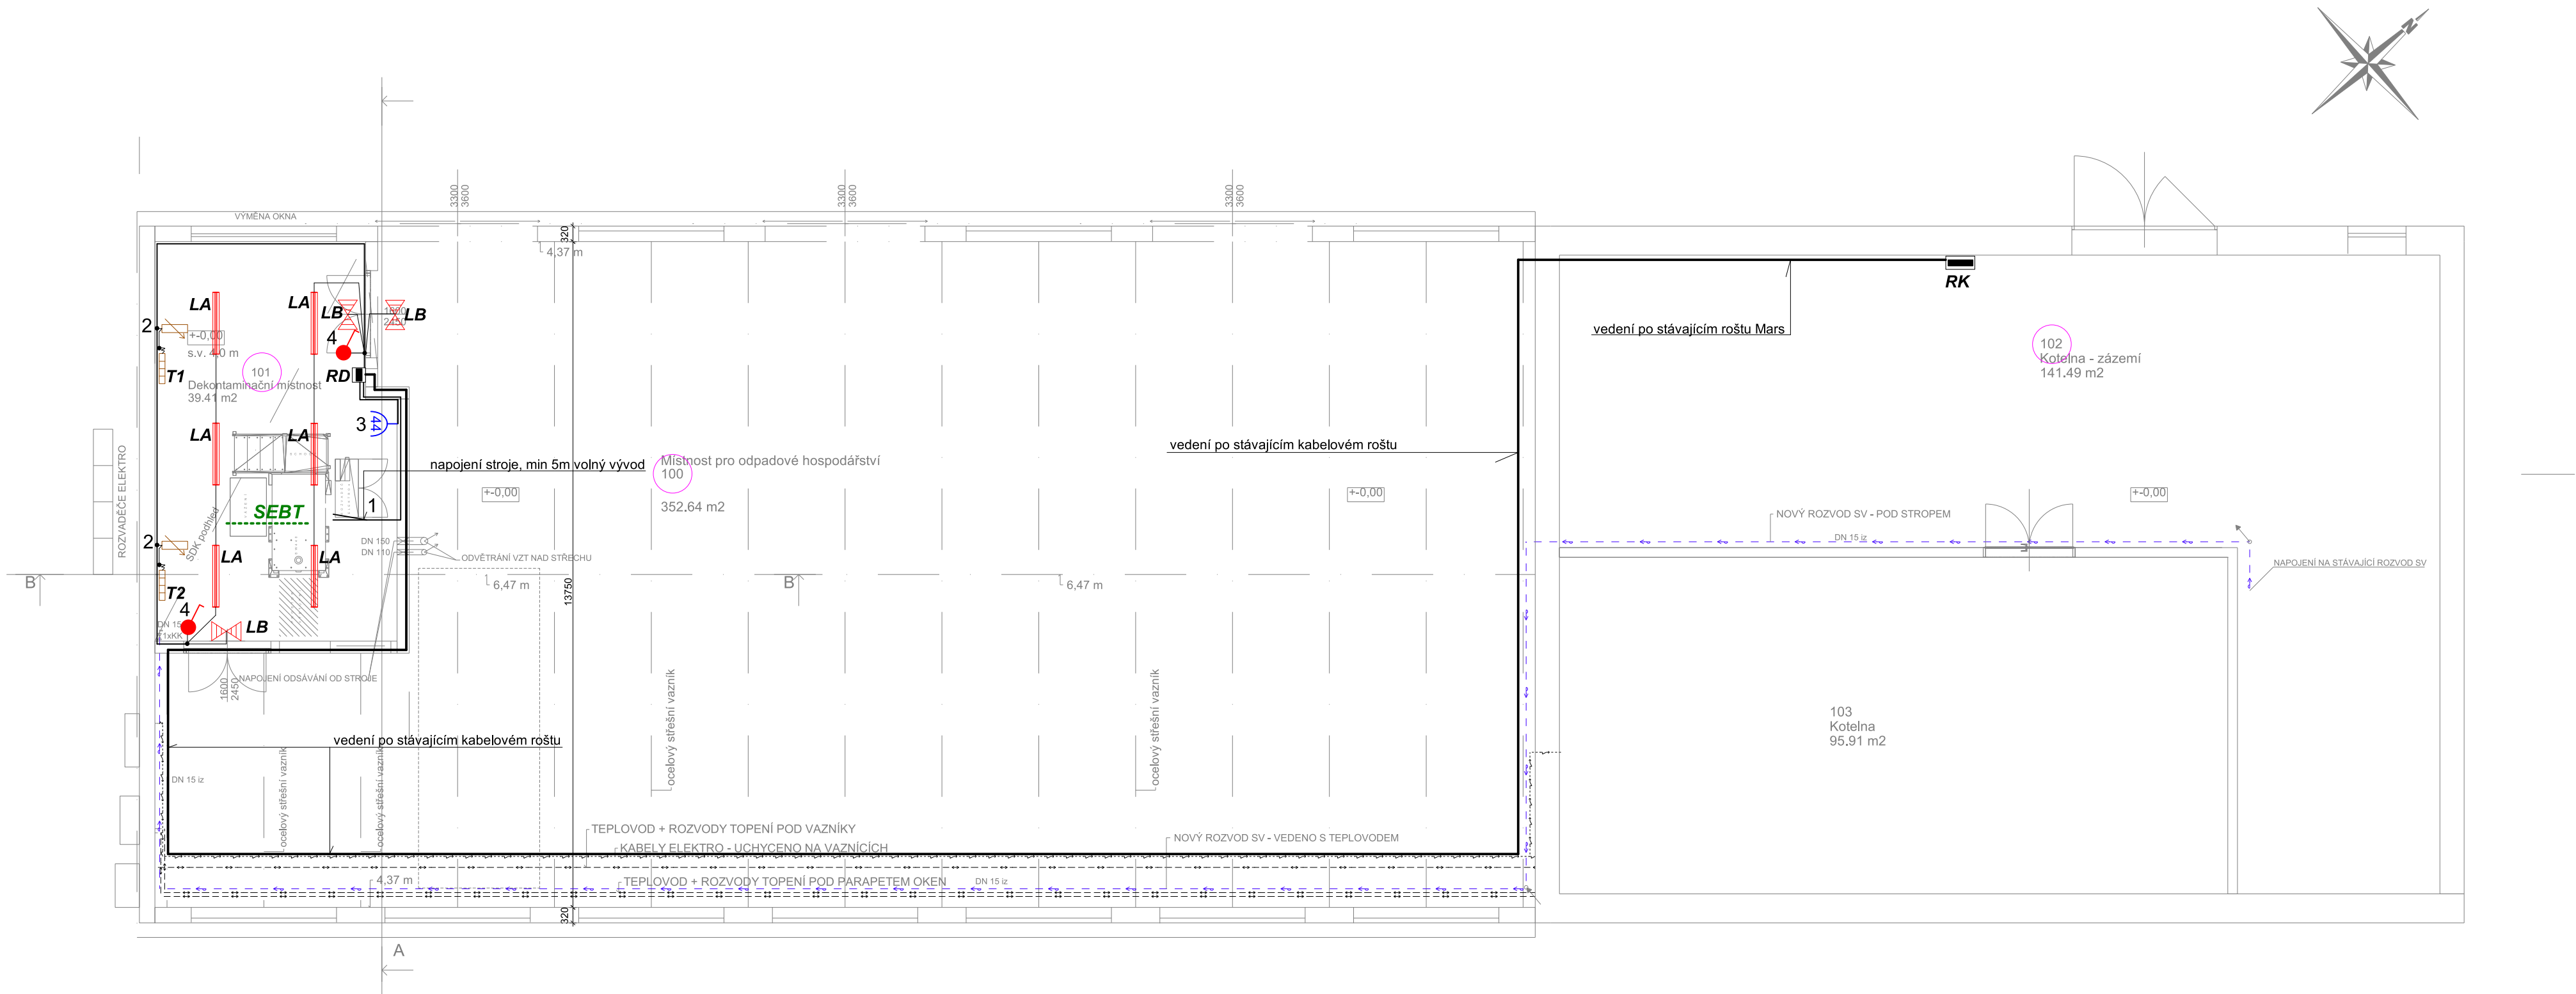 N
3300
3600
3300
3600
3300
3600
VÝMĚNA OKNA
320
4,37 m
RK
LA
LA
LB
LB
1600
2450
2
4
+-0,00
s.v. 4,0 m
vedení po stávajícím roštu Mars
102
Kotelna - zázemí
141.49 m2
T1
101
RD
Dekontaminační místnost
39.41 m2
3
44
LA
LA
vedení po stávajícím kabelovém roštu
napojení stroje, min 5m volný vývod
Místnost pro odpadové hospodářství
100
352.64 m2
+-0,00
+-0,00
+-0,00
ROZVADĚČE ELEKTRO
1
SEBT
SDK podhled
NOVÝ ROZVOD SV - POD STROPEM
DN 15 iz
2
DN 150
DN 110
ODVĚTRÁNÍ VZT NAD STŘECHU
LA
LA
NAPOJENÍ NA STÁVAJÍCÍ ROZVOD SV
B
B
6,47 m
6,47 m
13750
T2
4
DN 15
1xKK
LB
NAPOJENÍ ODSÁVÁNÍ OD STROJE
1600
2450
ocelový střešní vazník
ocelový střešní vazník
103
Kotelna
95.91 m2
vedení po stávajícím kabelovém roštu
DN 15 iz
ocelový střešní vazník
ocelový střešní vazník
TEPLOVOD + ROZVODY TOPENÍ POD VAZNÍKY
NOVÝ ROZVOD SV - VEDENO S TEPLOVODEM
KABELY ELEKTRO - UCHYCENO NA VAZNÍCÍCH
4,37 m
TEPLOVOD + ROZVODY TOPENÍ POD PARAPETEM OKEN
DN 15 iz
320
A